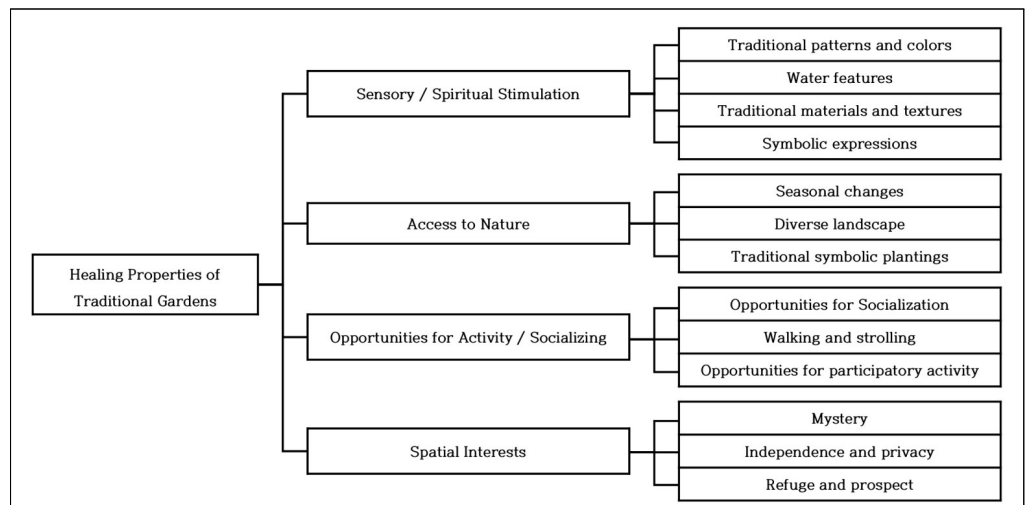 Healing Properties of
Traditional Gardens
Sensory / Spiritual Stimulation
Traditional patterns and colors
Water features
Traditional materials and textures
Symbolic expressions
Access to Nature
Seasonal changes
Diverse landscape
Traditional symbolic plantings
Opportunities for Activity / Socializing
Opportunities for Socialization
Walking and strolling
Opportunities for participatory activity
Spatial Interests
Mystery
Independence and privacy
Refuge and prospect